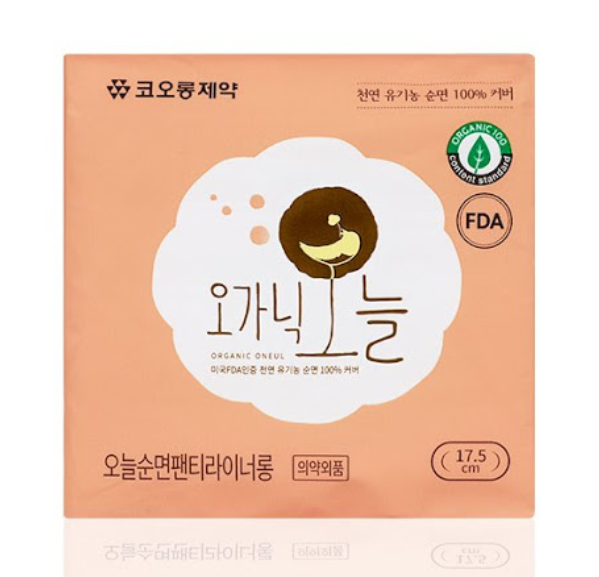 코오롱제약
천연 유기농 순면 100% 커버
ORGANIC 100
content standard
FDA
오가닉오늘
ORGANIC ONEUL
미국FDA인증 천연 유기농 순면 100% 커버
오늘순면팬티라이너롱
의약외품
17.5
cm